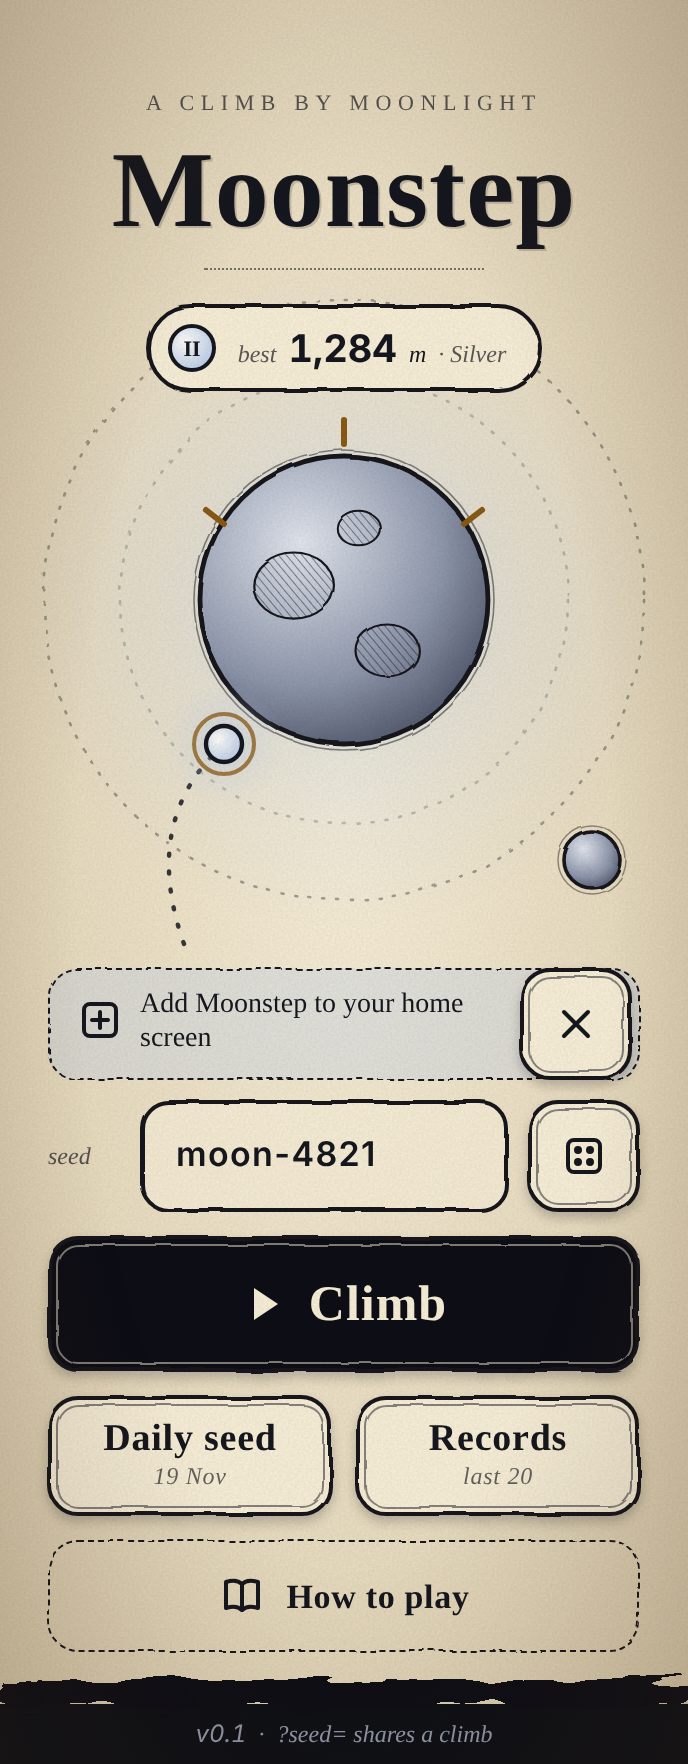 A CLIMB BY MOONLIGHT
Moonstep
II best 1,284 m · Silver
Add Moonstep to your home
screen
seed moon-4821
Climb
Daily seed
19 Nov
Records
last 20
How to play
v0.1 · ?seed= shares a climb